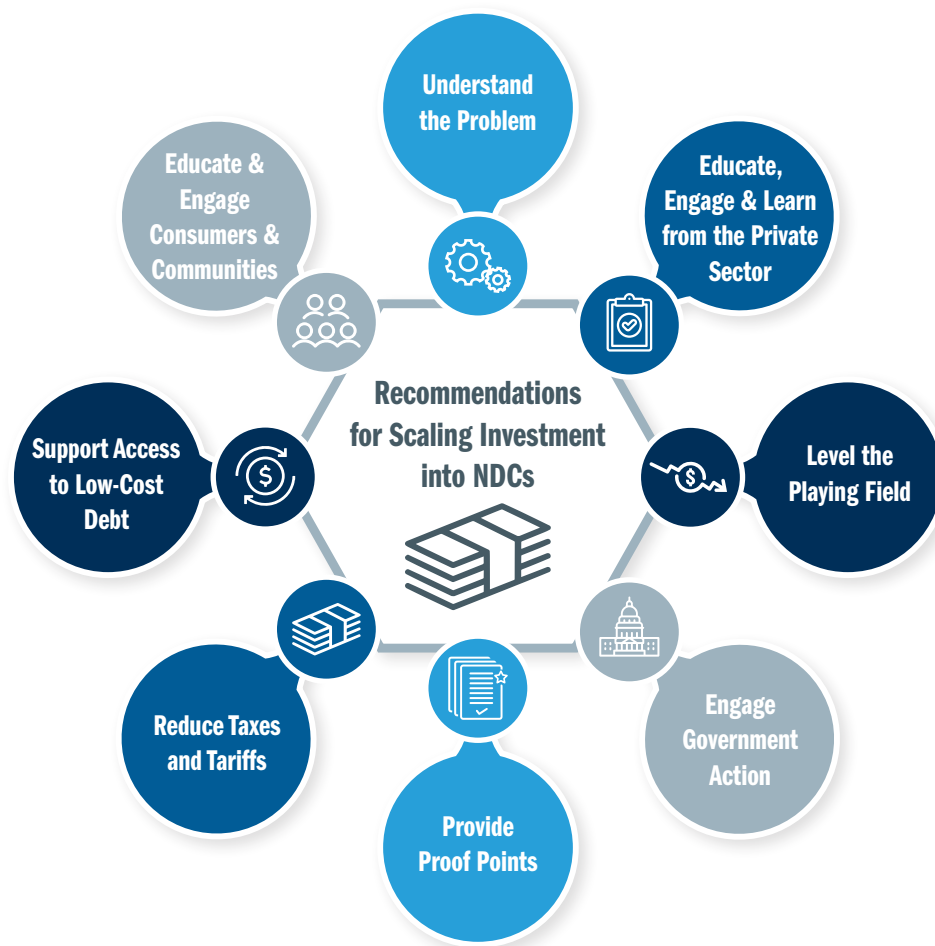 Understand
the Problem
Educate,
Engage & Learn
from the Private
Sector
Level the
Playing Field
Engage
Government
Action
Provide
Proof Points
Reduce Taxes
and Tariffs
Support Access
to Low-Cost
Debt
Educate &
Engage
Consumers &
Communities
Recommendations
for Scaling Investment
into NDCs
$
$